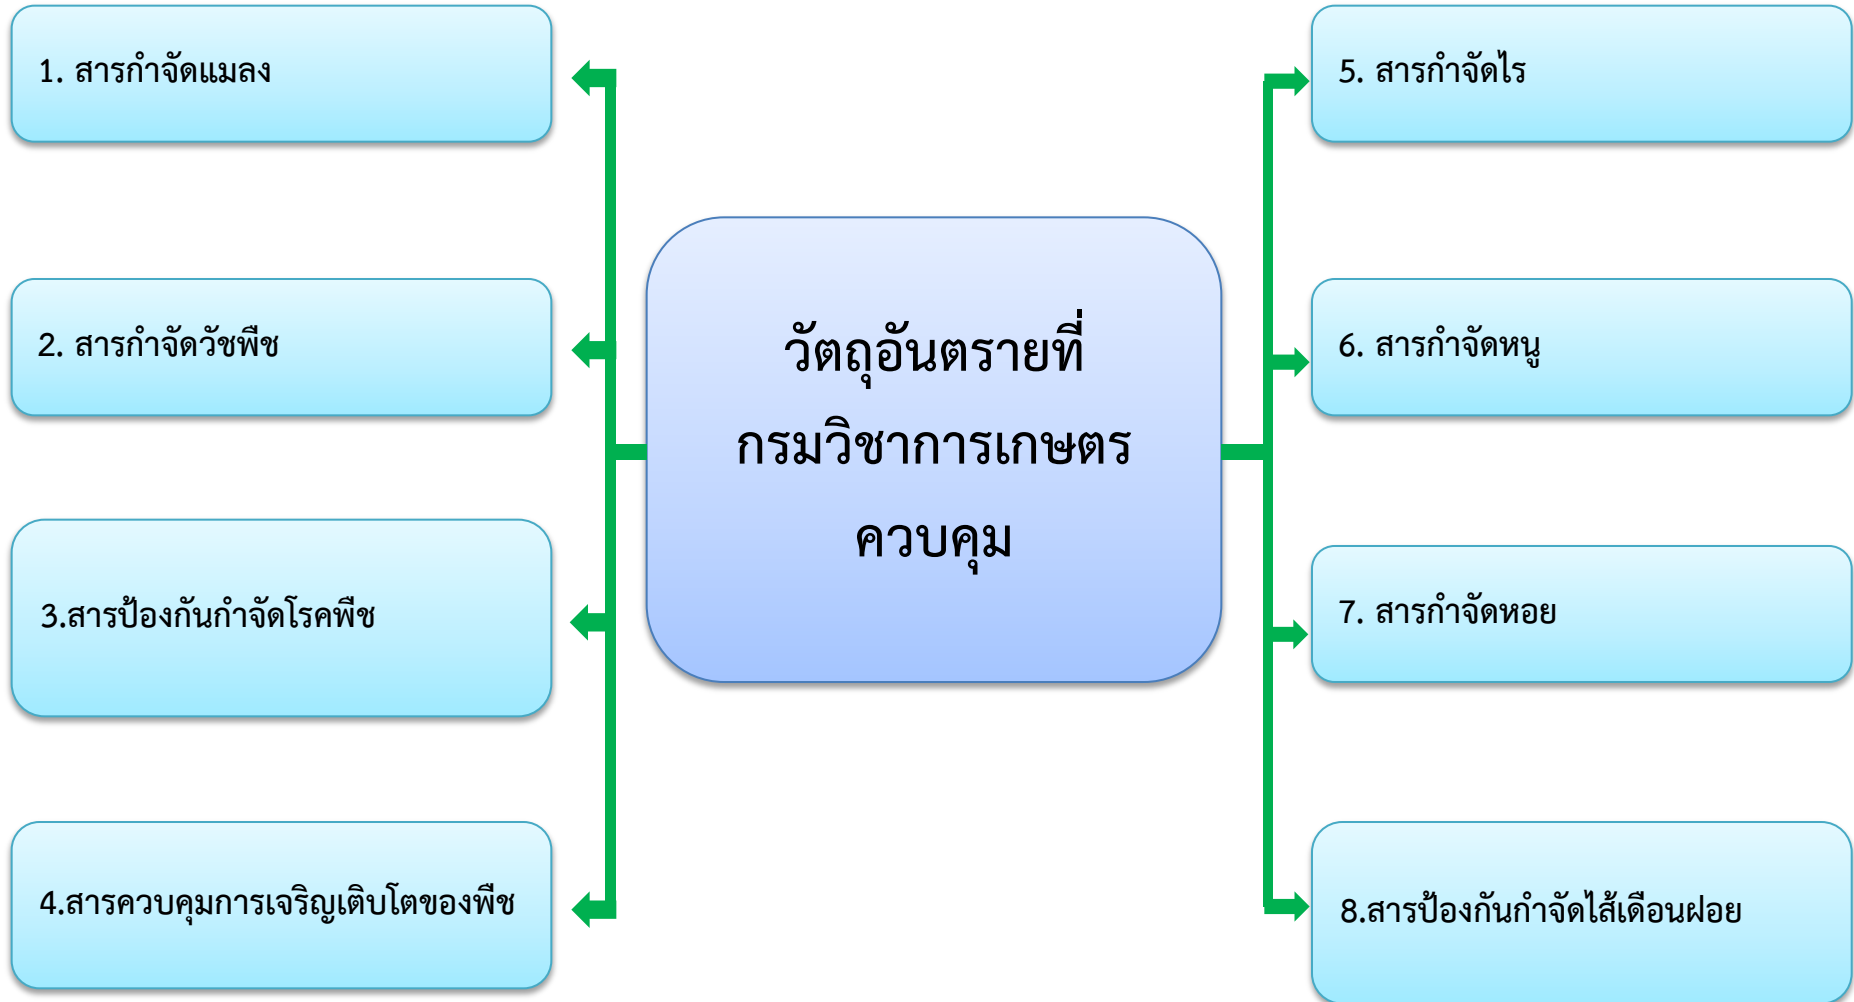 1. สารกำจัดแมลง
2. สารกำจัดวัชพืช
3.สารป้องกันกำจัดโรคพืช
4.สารควบคุมการเจริญเติบโตของพืช
วัตถุอันตรายที่
กรมวิชาการเกษตร
ควบคุม
5. สารกำจัดไร
6. สารกำจัดหนู
7. สารกำจัดหอย
8.สารป้องกันกำจัดไส้เดือนฝอย